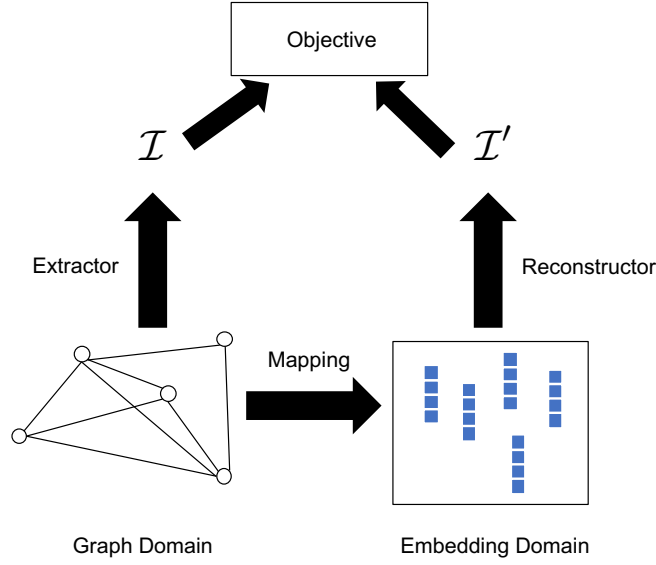 Objective
ℐ
ℐ′
Extractor
Reconstructor
Mapping
Graph Domain
Embedding Domain